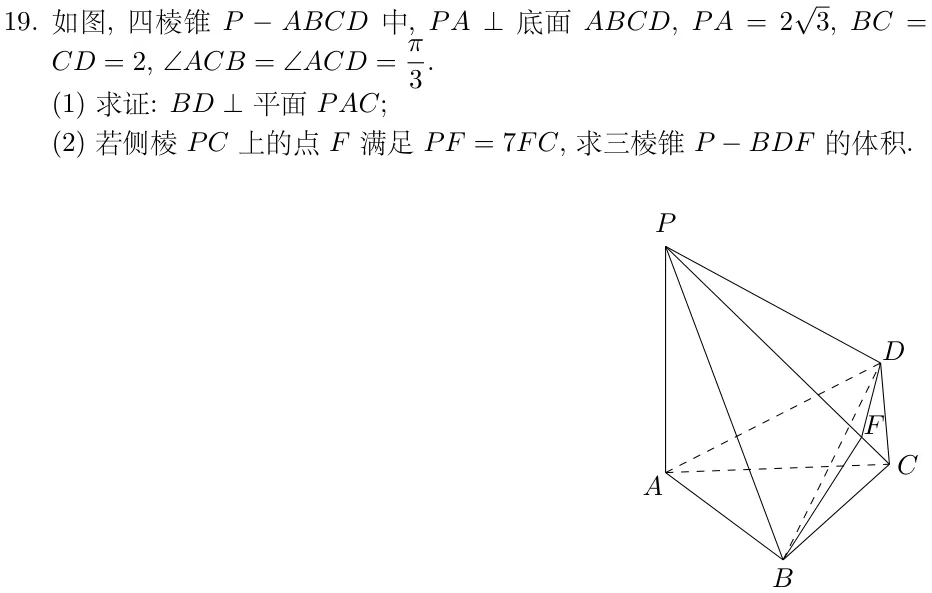 19. 如图, 四棱锥 P − ABCD 中, PA ⊥ 底面 ABCD, PA = 2√3, BC =
CD = 2, ∠ACB = ∠ACD = π/3.
(1) 求证: BD ⊥ 平面 PAC;
(2) 若侧棱 PC 上的点 F 满足 PF = 7FC, 求三棱锥 P − BDF 的体积.
P
D
F
C
A
B